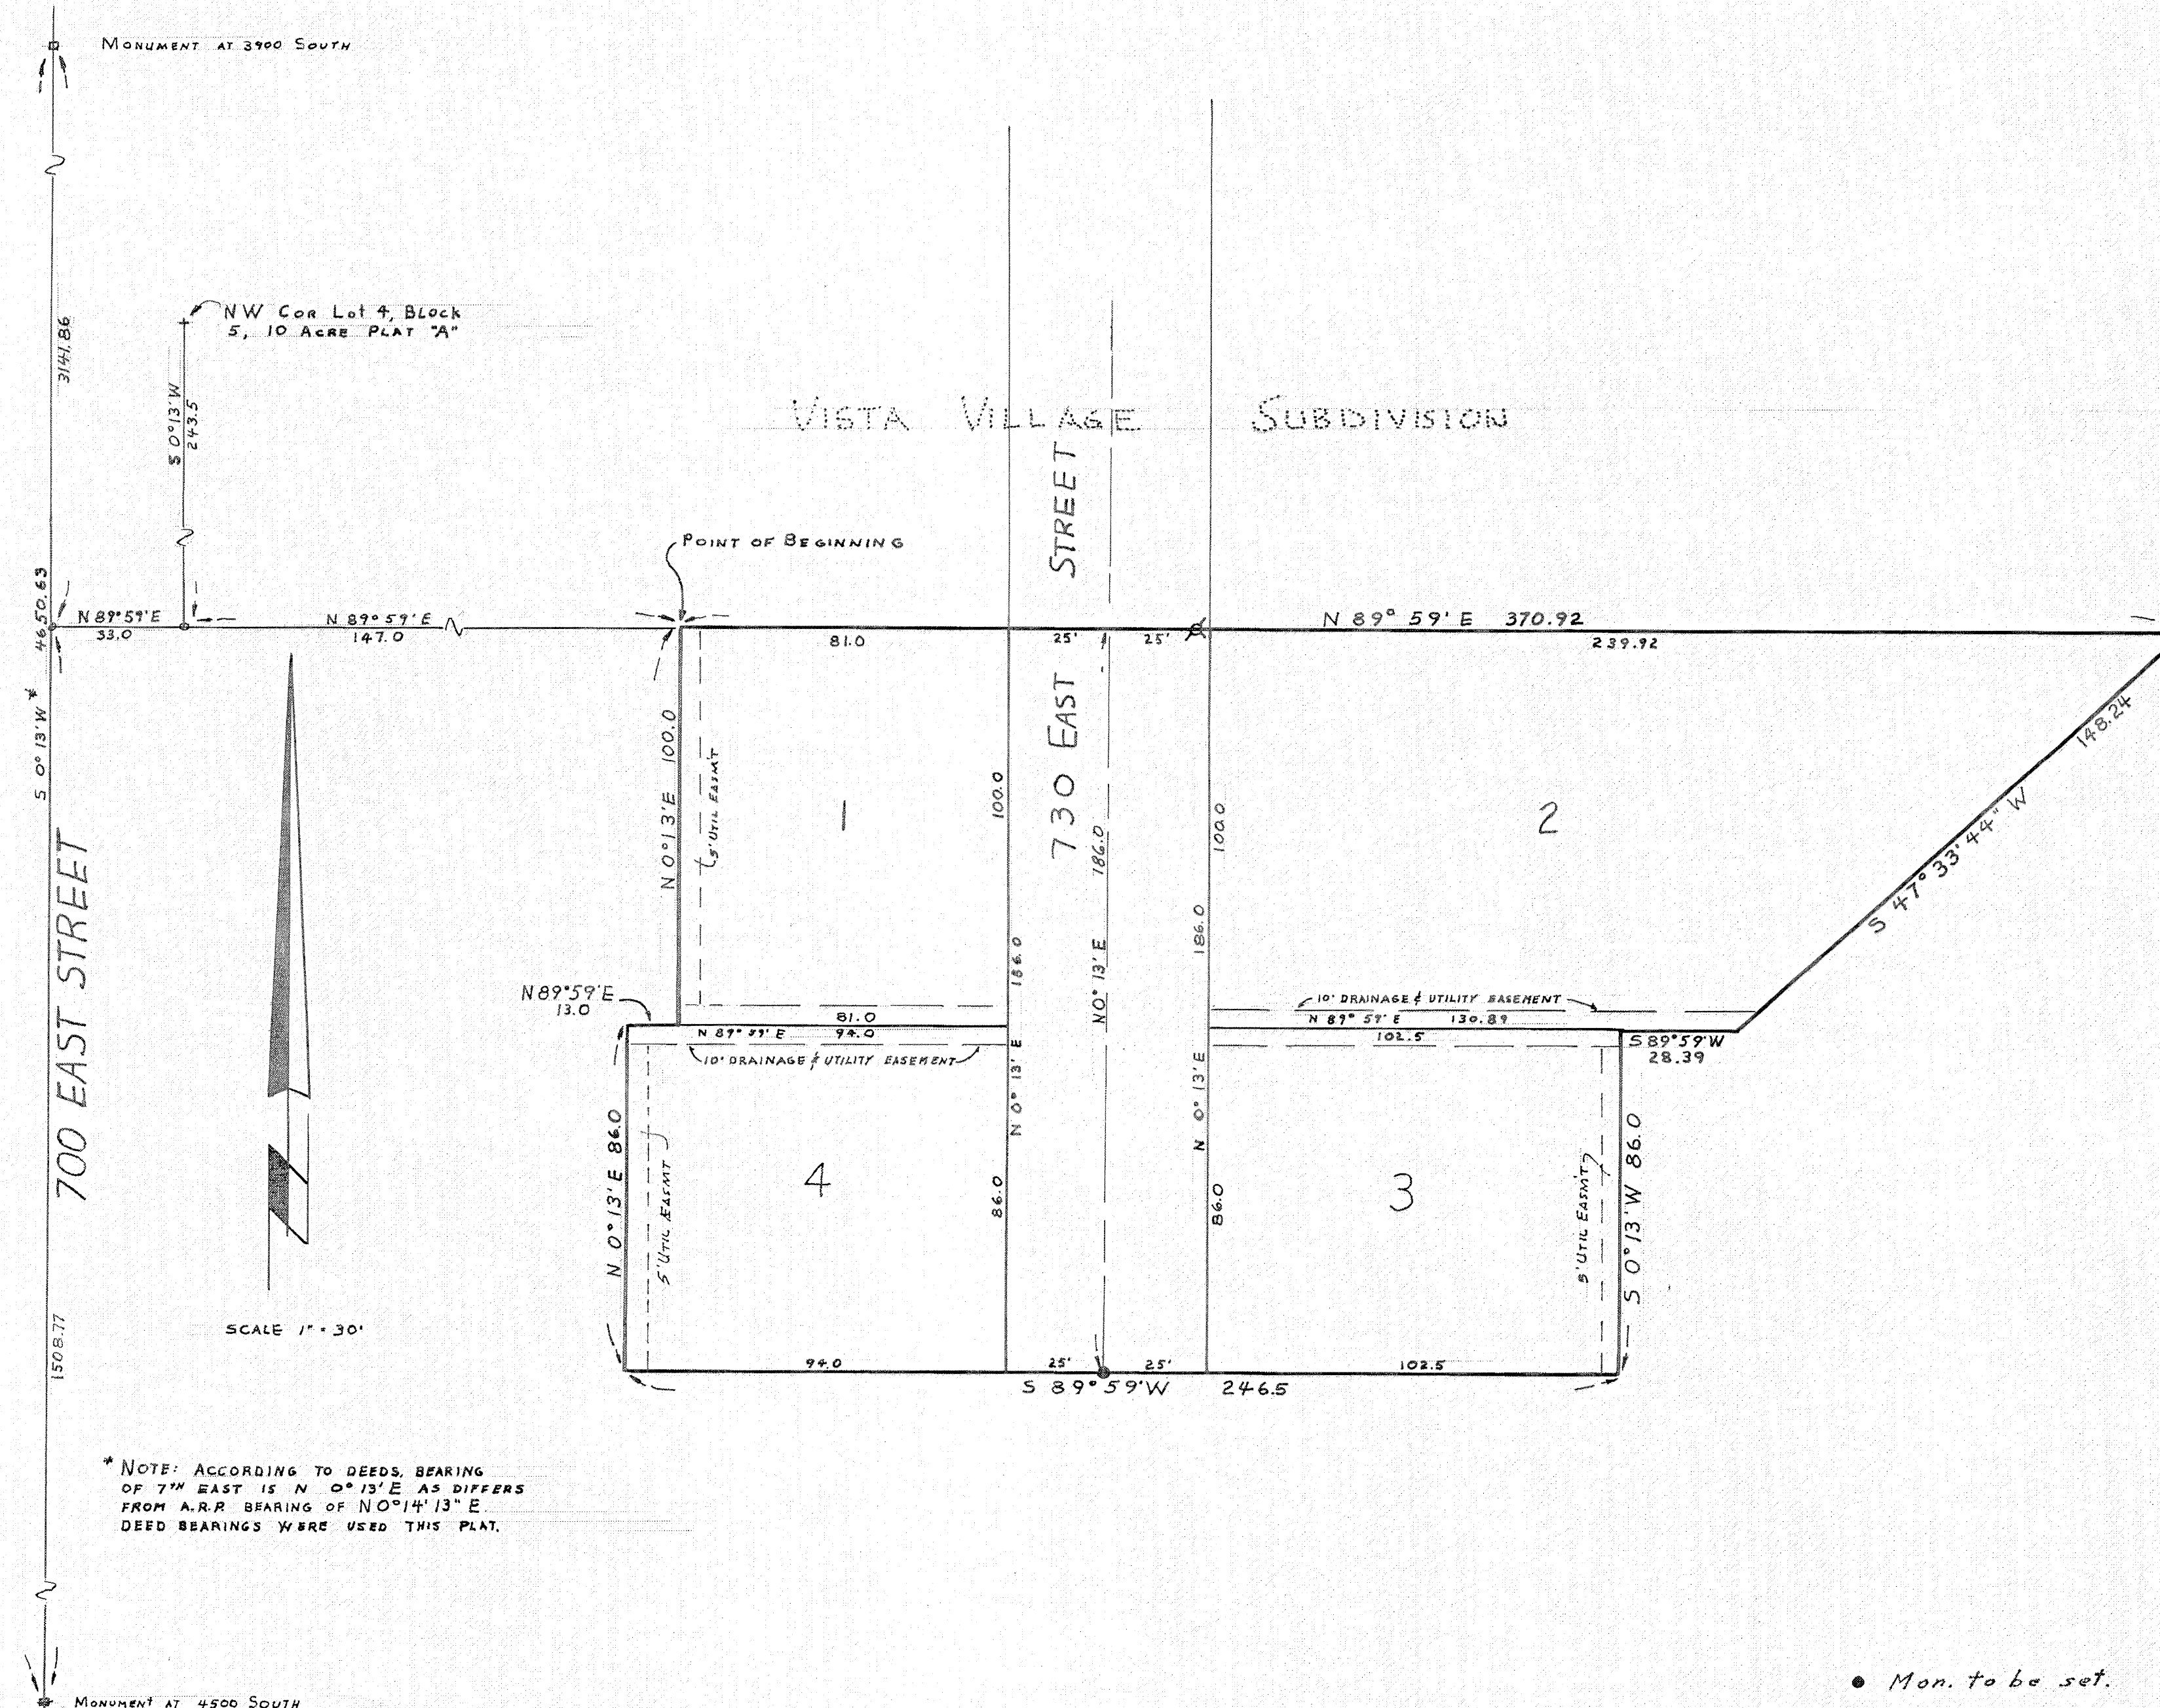 MONUMENT AT 3900 SOUTH
3141.86
NW COR LOT 4, BLOCK
5, 10 ACRE PLAT "A"
S 0°13'W
243.5
VISTA VILLAGE SUBDIVISION
POINT OF BEGINNING
730 EAST STREET
4650.63
S 0° 13' W *
N 89°59'E
33.0
N 89° 59' E
147.0
81.0
25'
25'
N 89° 59' E 370.92
239.92
148.24
S 47° 33' 44" W
N 0°13'E 100.0
5' UTIL EASM'T
1
100.0
186.0
N 0° 13' E
186.0
N 0° 13' E
100.0
186.0
N 0° 13' E
2
700 EAST STREET
N 89°59'E
13.0
81.0
N 89° 59' E 94.0
10' DRAINAGE & UTILITY EASEMENT
10' DRAINAGE & UTILITY EASEMENT
N 89° 59' E 130.89
102.5
S 89°59'W
28.39
N 0°13'E 86.0
5' UTIL EASMT
4
86.0
86.0
3
5' UTIL EASM'T
S 0°13'W 86.0
SCALE 1" = 30'
1508.77
94.0
25'
25'
102.5
S 89° 59' W 246.5
* NOTE: ACCORDING TO DEEDS, BEARING
OF 7TH EAST IS N 0° 13' E AS DIFFERS
FROM A.R.P. BEARING OF N 0°14'13" E.
DEED BEARINGS WERE USED THIS PLAT.
MONUMENT AT 4500 SOUTH
Mon. to be set.